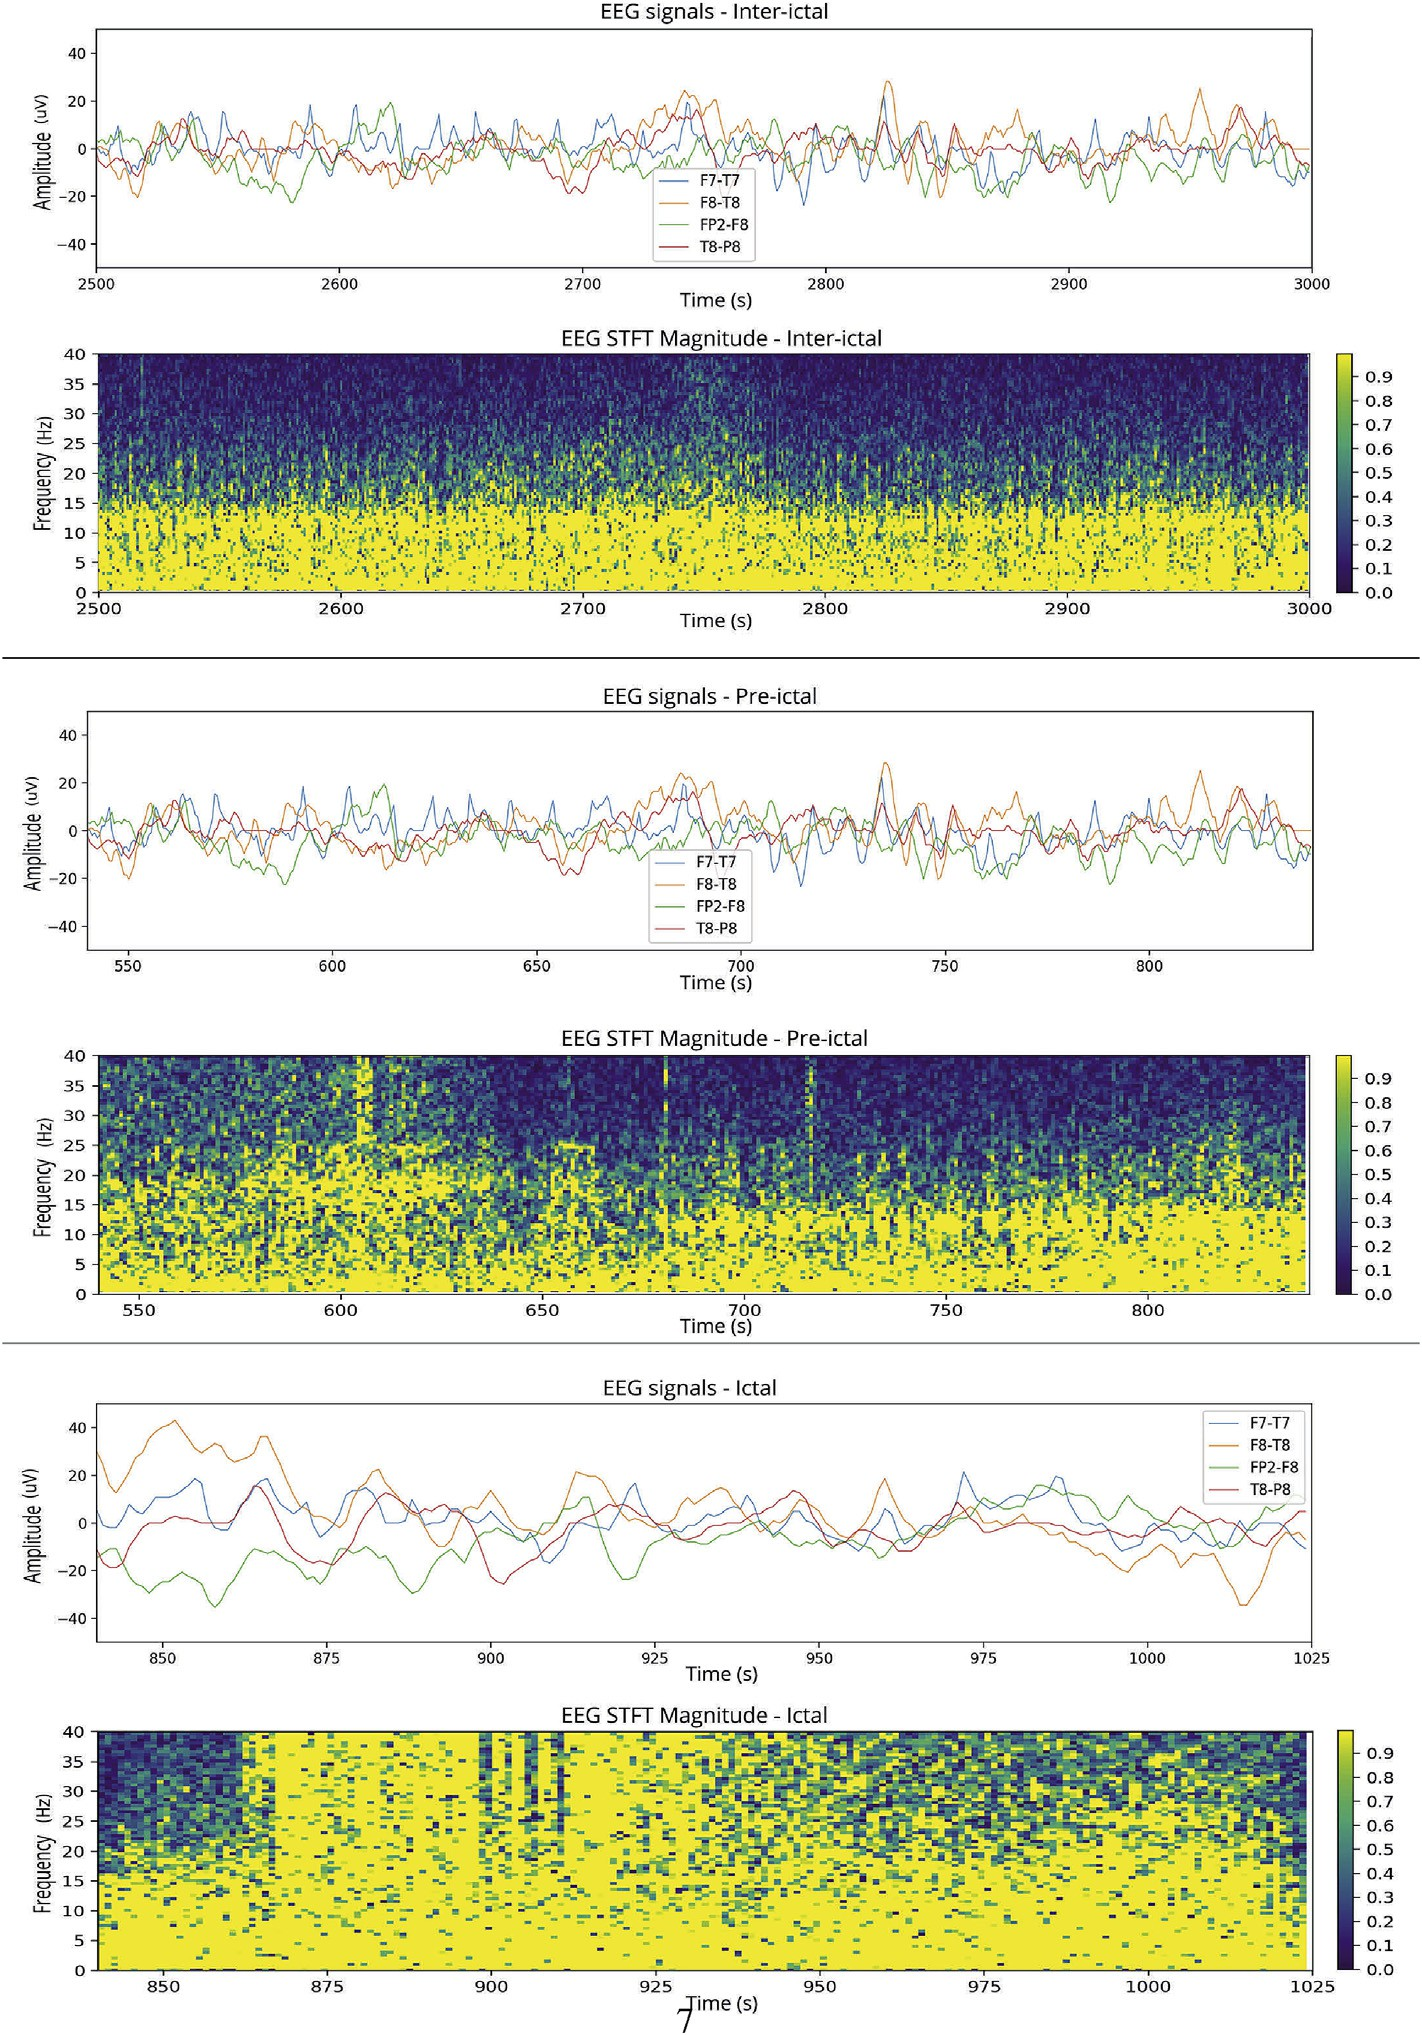 EEG signals - Inter-ictal
Amplitude (uV)
40
20
0
−20
−40
F7-T7
F8-T8
FP2-F8
T8-P8
2500 2600 2700 2800 2900 3000
Time (s)
EEG STFT Magnitude - Inter-ictal
Frequency (Hz)
40
35
30
25
20
15
10
5
0
0.9
0.8
0.7
0.6
0.5
0.4
0.3
0.2
0.1
0.0
2500 2600 2700 2800 2900 3000
Time (s)
EEG signals - Pre-ictal
Amplitude (uV)
40
20
0
−20
−40
F7-T7
F8-T8
FP2-F8
T8-P8
550 600 650 700 750 800
Time (s)
EEG STFT Magnitude - Pre-ictal
Frequency (Hz)
40
35
30
25
20
15
10
5
0
0.9
0.8
0.7
0.6
0.5
0.4
0.3
0.2
0.1
0.0
550 600 650 700 750 800
Time (s)
EEG signals - Ictal
Amplitude (uV)
40
20
0
−20
−40
F7-T7
F8-T8
FP2-F8
T8-P8
850 875 900 925 950 975 1000 1025
Time (s)
EEG STFT Magnitude - Ictal
Frequency (Hz)
40
35
30
25
20
15
10
5
0
0.9
0.8
0.7
0.6
0.5
0.4
0.3
0.2
0.1
0.0
850 875 900 925 950 975 1000 1025
Time (s)
7